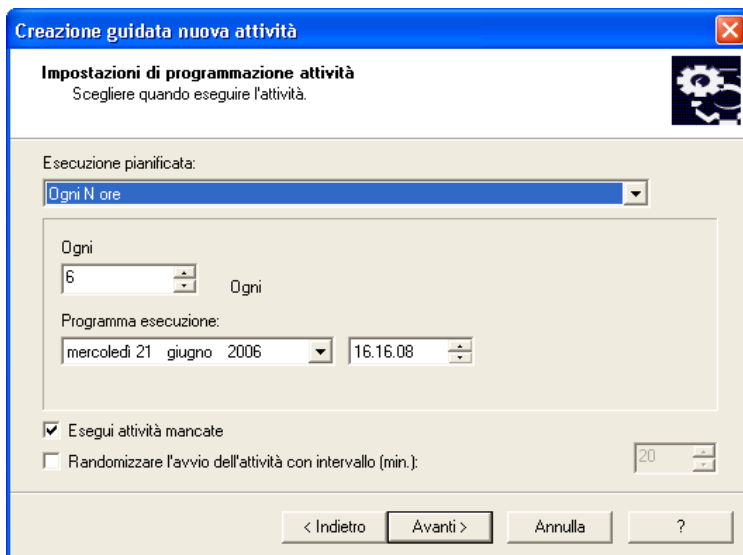 Creazione guidata nuova attività
Impostazioni di programmazione attività
Scegliere quando eseguire l'attività.
Esecuzione pianificata:
Ogni N ore
Ogni
6 Ogni
Programma esecuzione:
mercoledì 21 giugno 2006 16.16.08
Esegui attività mancate
Randomizzare l'avvio dell'attività con intervallo (min.): 20
< Indietro Avanti > Annulla ?